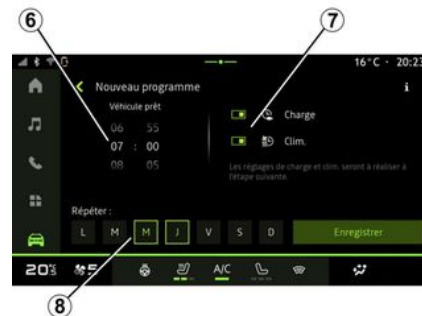 6 7
16°C · 20:23
Nouveau programme i
Véhicule prêt
06 55
07 : 00
08 05
Charge
Clim.
Les réglages de charge et clim. seront à réaliser à
l'étape suivante.
Répéter :
L M M J V S D Enregistrer
20 5 A/C
8